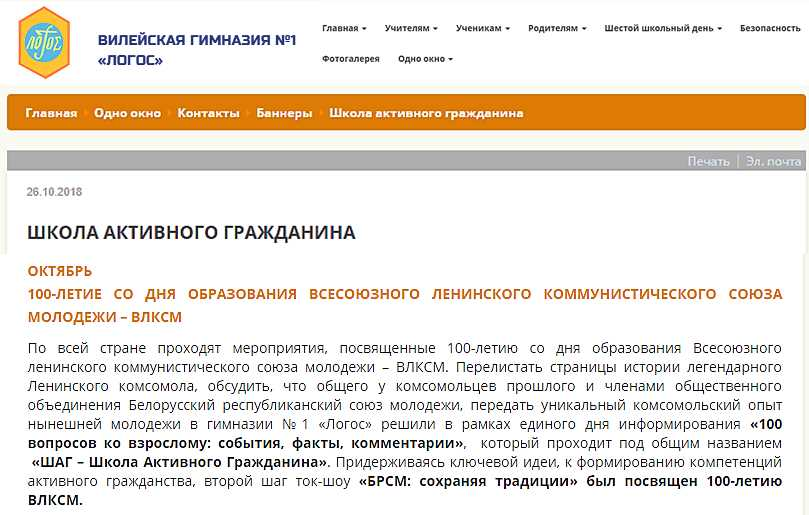 ЛОГОС
ВИЛЕЙСКАЯ ГИМНАЗИЯ №1
«ЛОГОС»
Главная Учителям Ученикам Родителям Шестой школьный день Безопасность
Фотогалерея Одно окно
Главная Одно окно Контакты Баннеры Школа активного гражданина
Печать | Эл. почта
26.10.2018
ШКОЛА АКТИВНОГО ГРАЖДАНИНА
ОКТЯБРЬ
100-ЛЕТИЕ СО ДНЯ ОБРАЗОВАНИЯ ВСЕСОЮЗНОГО ЛЕНИНСКОГО КОММУНИСТИЧЕСКОГО СОЮЗА
МОЛОДЕЖИ – ВЛКСМ
По всей стране проходят мероприятия, посвященные 100-летию со дня образования Всесоюзного
ленинского коммунистического союза молодежи – ВЛКСМ. Перелистать страницы истории легендарного
Ленинского комсомола, обсудить, что общего у комсомольцев прошлого и членами общественного
объединения Белорусский республиканский союз молодежи, передать уникальный комсомольский опыт
нынешней молодежи в гимназии №1 «Логос» решили в рамках единого дня информирования «100
вопросов ко взрослому: события, факты, комментарии», который проходит под общим названием
«ШАГ – Школа Активного Гражданина». Придерживаясь ключевой идеи, к формированию компетенций
активного гражданства, второй шаг ток-шоу «БРСМ: сохраняя традиции» был посвящен 100-летию
ВЛКСМ.